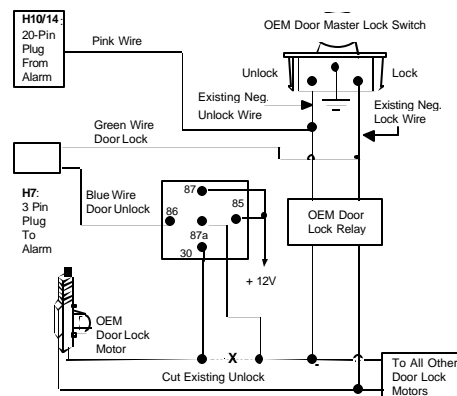 H10/14
20-Pin
Plug
From
Alarm
Pink Wire
OEM Door Master Lock Switch
Unlock
Lock
Existing Neg.
Unlock Wire
Existing Neg.
Lock Wire
Green Wire
Door Lock
H7:
3 Pin
Plug
To
Alarm
Blue Wire
Door Unlock
87
86
85
87a
30
OEM Door
Lock Relay
+ 12V
OEM
Door Lock
Motor
X
Cut Existing Unlock
To All Other
Door Lock
Motors